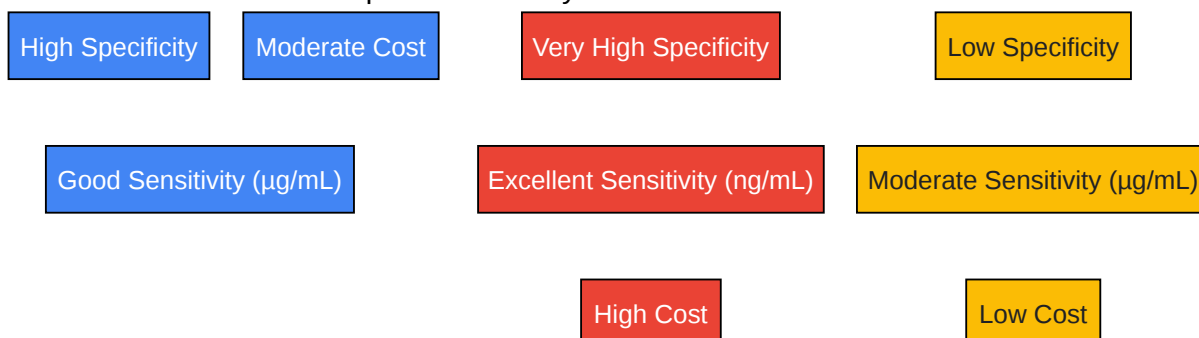 High Specificity
Moderate Cost
Very High Specificity
Low Specificity
Good Sensitivity (µg/mL)
Excellent Sensitivity (ng/mL)
Moderate Sensitivity (µg/mL)
High Cost
Low Cost